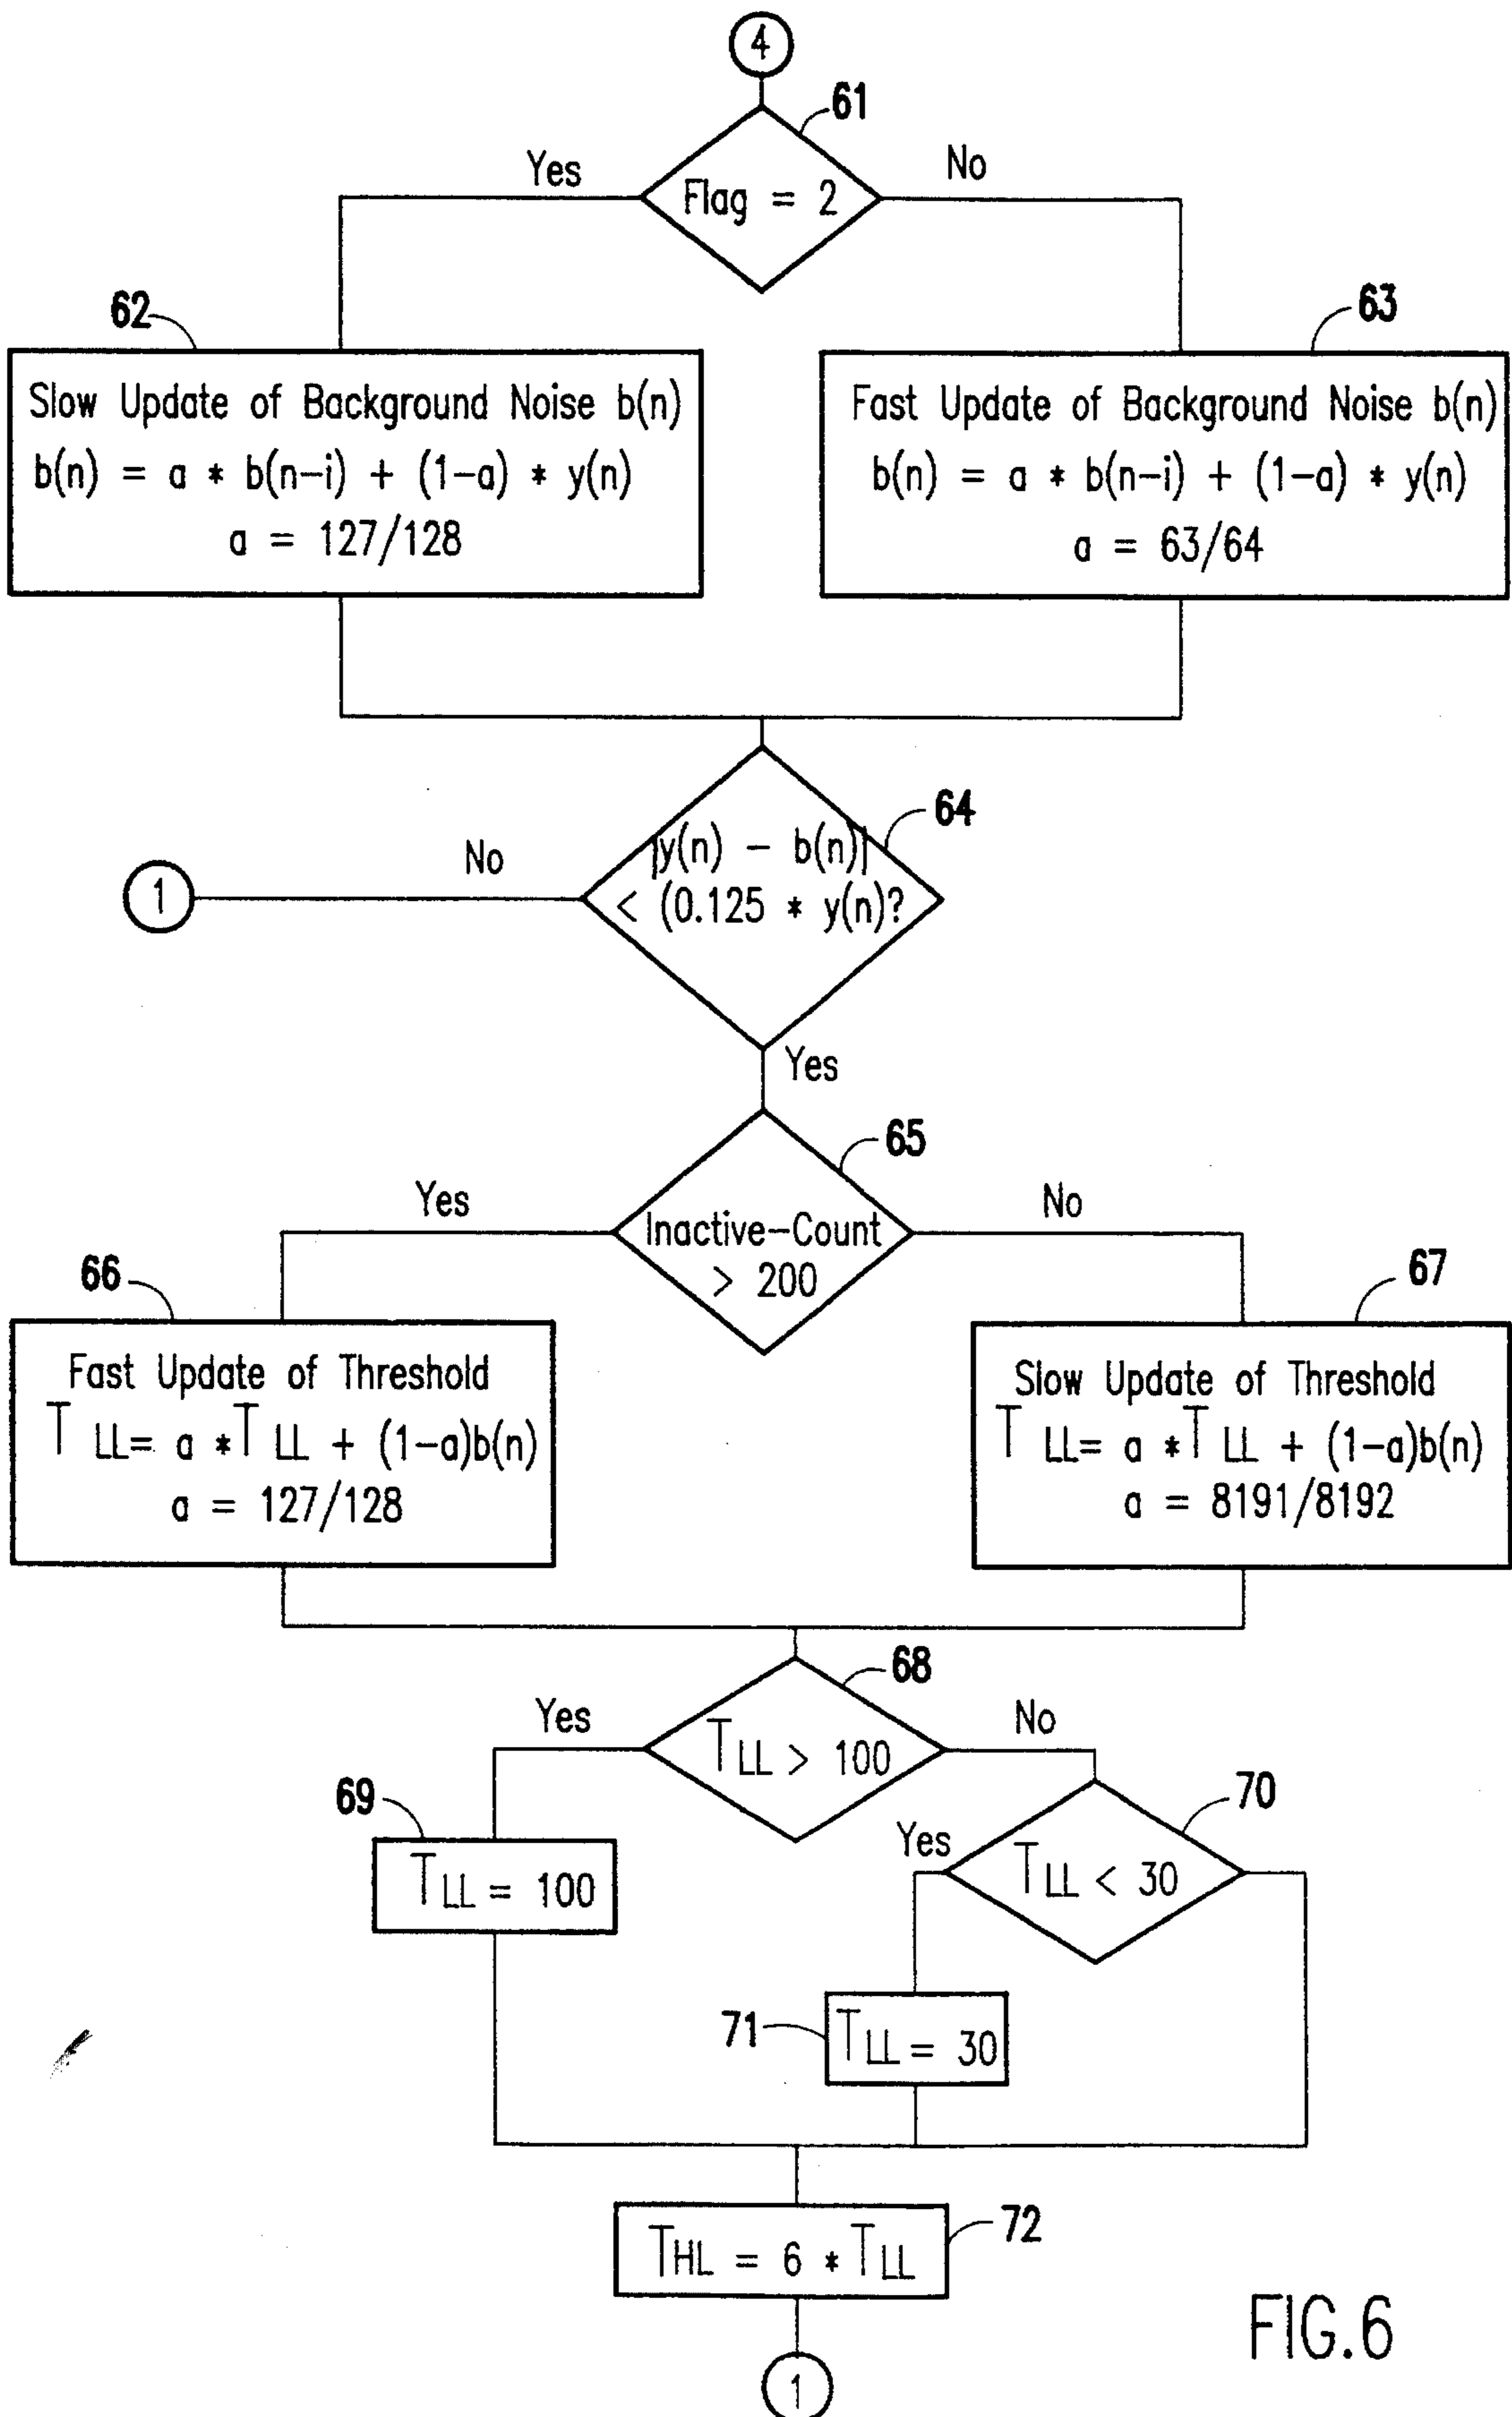 4
61
Yes
No
Flag = 2
62
63
Slow Update of Background Noise b(n)
b(n) = a * b(n-i) + (1-a) * y(n)
a = 127/128
Fast Update of Background Noise b(n)
b(n) = a * b(n-i) + (1-a) * y(n)
a = 63/64
64
|y(n) - b(n)|
< (0.125 * y(n)?
No
1
Yes
65
Yes
No
Inactive-Count
> 200
66
67
Fast Update of Threshold
T LL= a *T LL + (1-a)b(n)
a = 127/128
Slow Update of Threshold
T LL= a *T LL + (1-a)b(n)
a = 8191/8192
68
Yes
No
TLL > 100
69
70
TLL = 100
Yes
TLL < 30
71
TLL = 30
72
THL = 6 * TLL
1
FIG.6